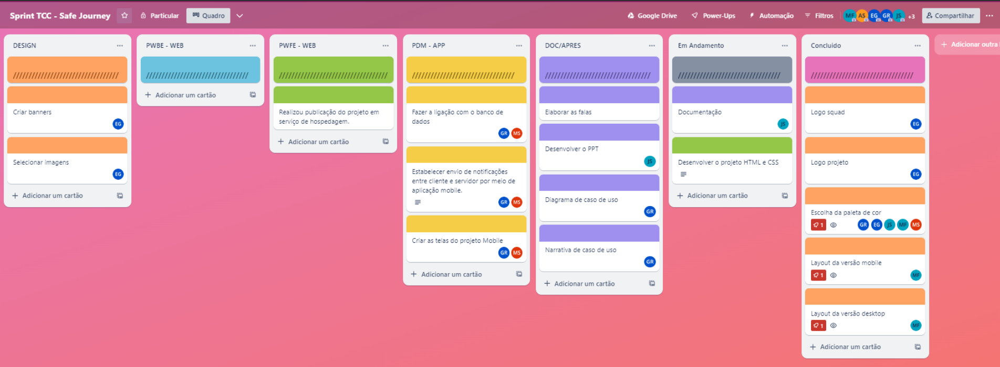 Sprint TCC - Safe Journey
Particular
Quadro
Google Drive
Power-Ups
Automação
Filtros
MF
AS
EG
GR
JS
+3
Compartilhar
DESIGN
//////////////////////////////////
Criar banners
EG
Selecionar imagens
EG
+ Adicionar um cartão
PWBE - WEB
/////////////////////////////////
+ Adicionar um cartão
PWFE - WEB
///////////////////////////////////
Realizou publicação do projeto em
serviço de hospedagem.
+ Adicionar um cartão
PDM - APP
/////////////////////////////////
Fazer a ligação com o banco de
dados
GR MS
Estabelecer envio de notificações
entre cliente e servidor por meio de
aplicação mobile.
GR MS
Criar as telas do projeto Mobile
GR MS
+ Adicionar um cartão
DOC/APRES
//////////////////////////////////
Elaborar as falas
Desenvolver o PPT
JS
Diagrama de caso de uso
GR
Narrativa de caso de uso
GR
+ Adicionar um cartão
Em Andamento
/////////////////////////////////
Documentação
JS
Desenvolver o projeto HTML e CSS
+ Adicionar um cartão
Concluido
/////////////////////////////////
Logo squad
EG
Logo projeto
EG
Escolha da paleta de cor
1 GR EG JS MF MS
Layout da versão mobile
1 MF
Layout da versão desktop
1 MF
+ Adicionar um cartão
+ Adicionar outra